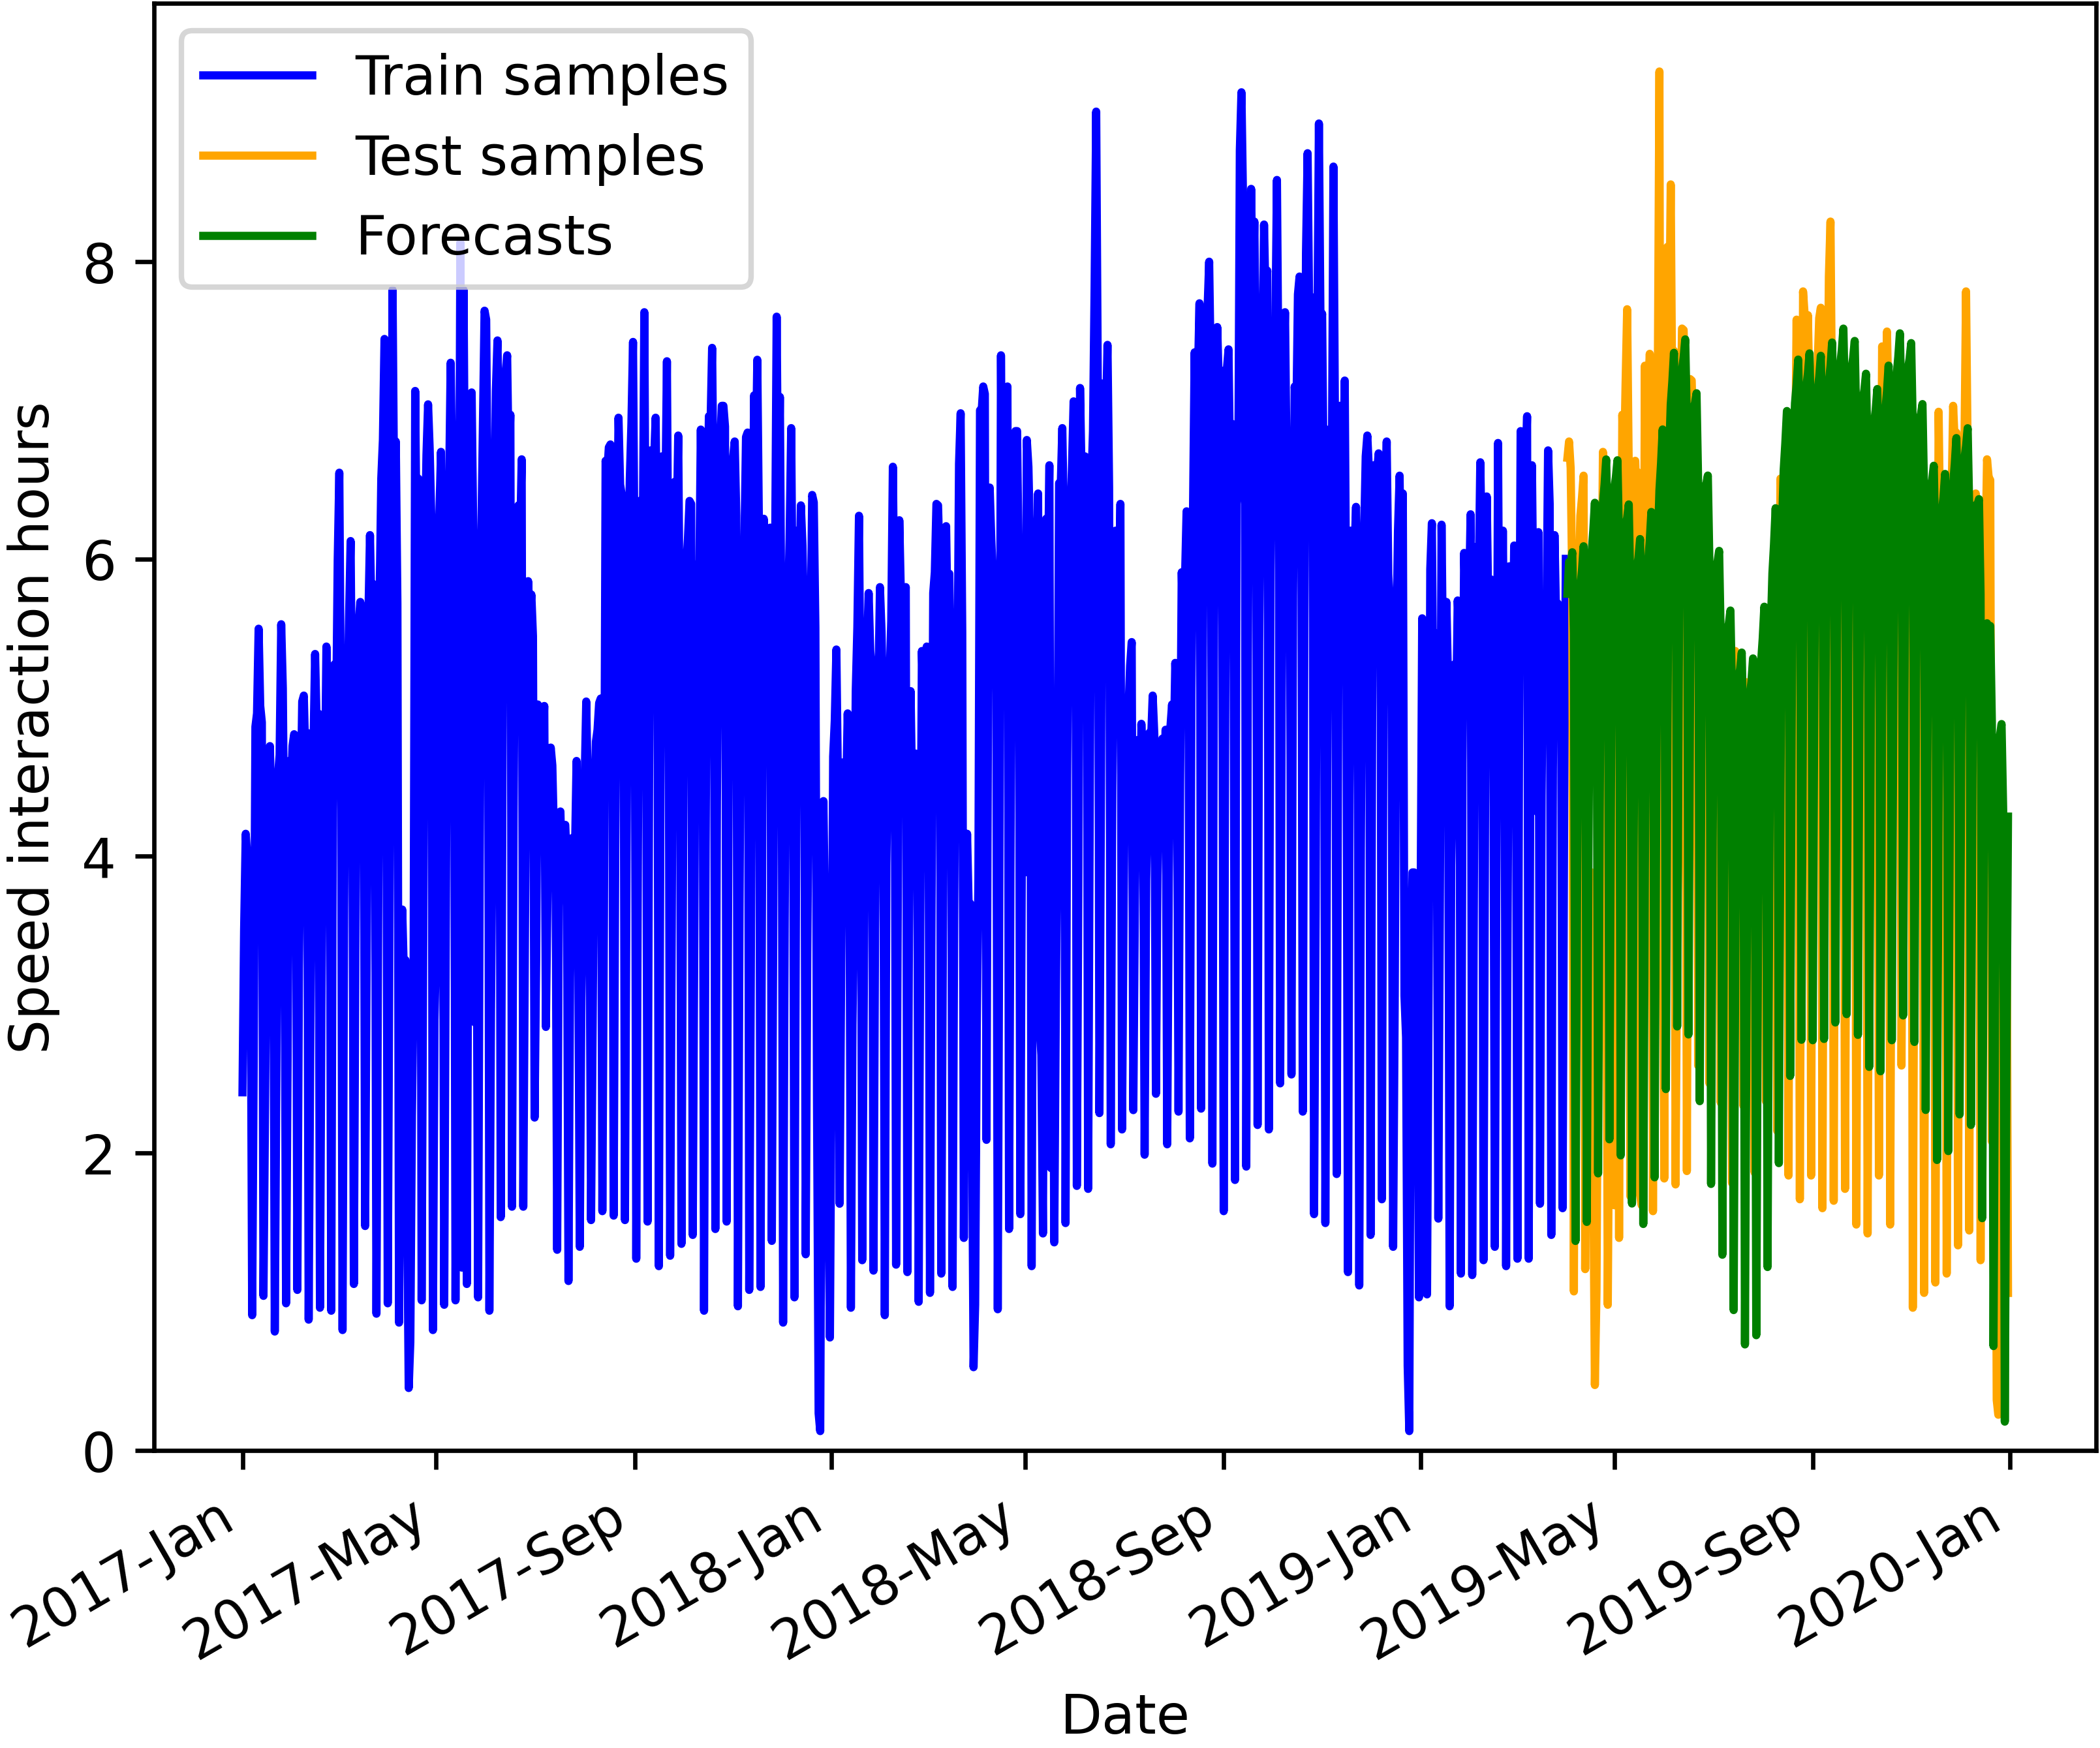 Train samples
Test samples
Forecasts
Speed interaction hours
8
6
4
2
0
2017-Jan
2017-May
2017-Sep
2018-Jan
2018-May
2018-Sep
2019-Jan
2019-May
2019-Sep
2020-Jan
Date